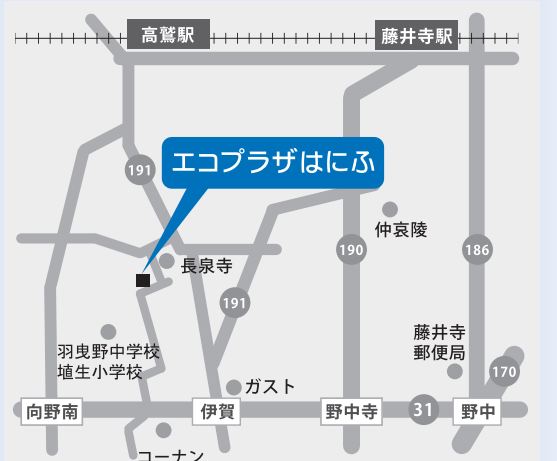 高鷲駅
藤井寺駅
エコプラザはにふ
191
仲哀陵
190
186
長泉寺
191
羽曳野中学校
埴生小学校
藤井寺
郵便局
170
ガスト
向野南
伊賀
野中寺
31
野中
コーナン